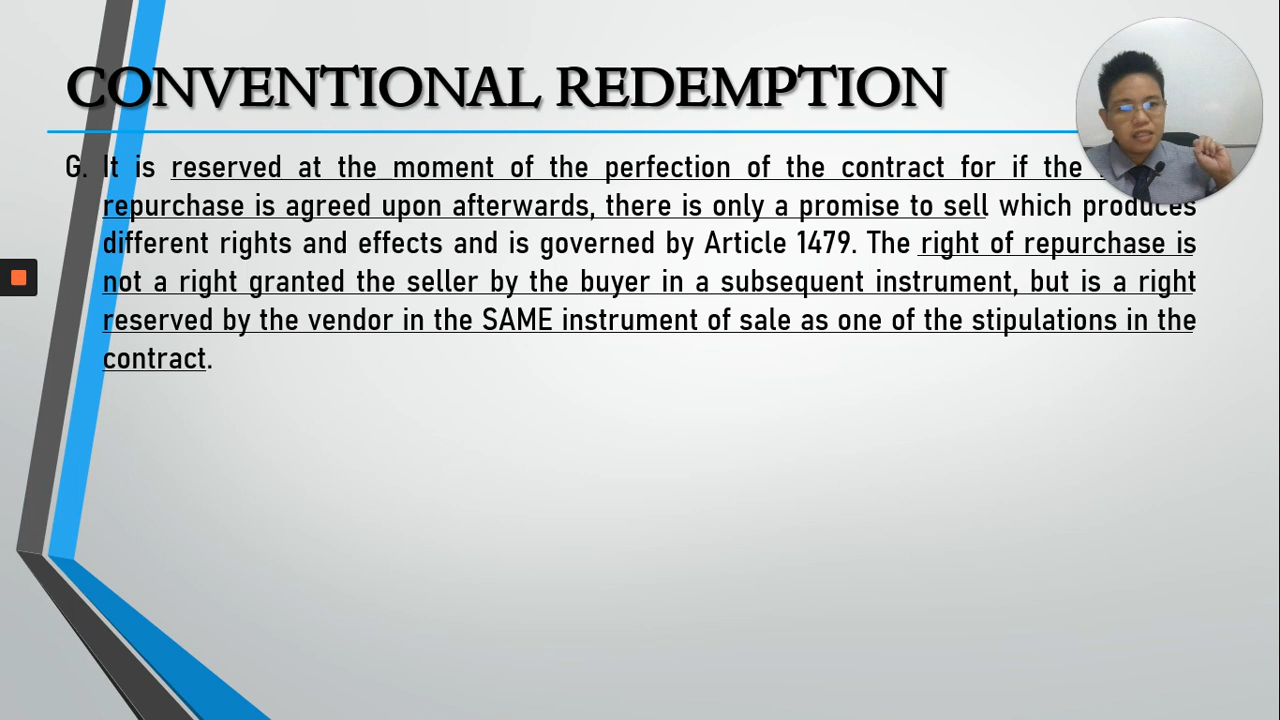 CONVENTIONAL REDEMPTION
G. It is reserved at the moment of the perfection of the contract for if the
repurchase is agreed upon afterwards, there is only a promise to sell which produces
different rights and effects and is governed by Article 1479. The right of repurchase is
not a right granted the seller by the buyer in a subsequent instrument, but is a right
reserved by the vendor in the SAME instrument of sale as one of the stipulations in the
contract.